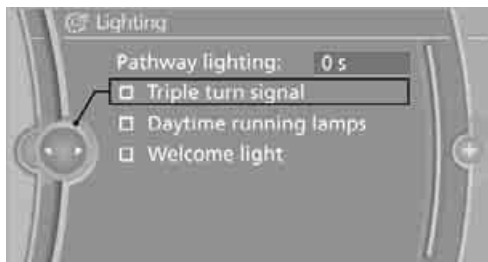 Lighting
Pathway lighting: 0 s
Triple turn signal
Daytime running lamps
Welcome light